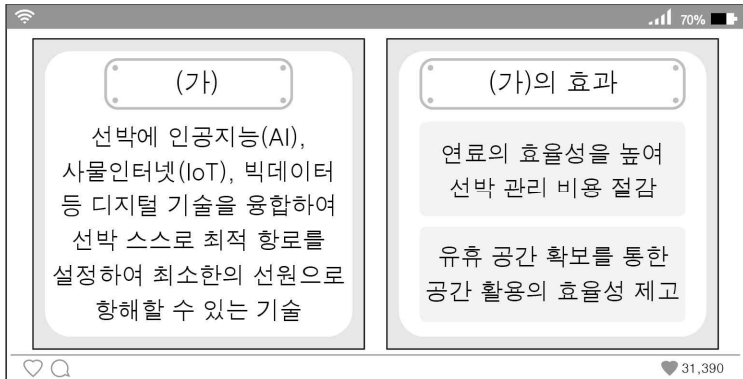 70%
(가)
선박에 인공지능(AI),
사물인터넷(IoT), 빅데이터
등 디지털 기술을 융합하여
선박 스스로 최적 항로를
설정하여 최소한의 선원으로
항해할 수 있는 기술
(가)의 효과
연료의 효율성을 높여
선박 관리 비용 절감
유휴 공간 확보를 통한
공간 활용의 효율성 제고
31,390